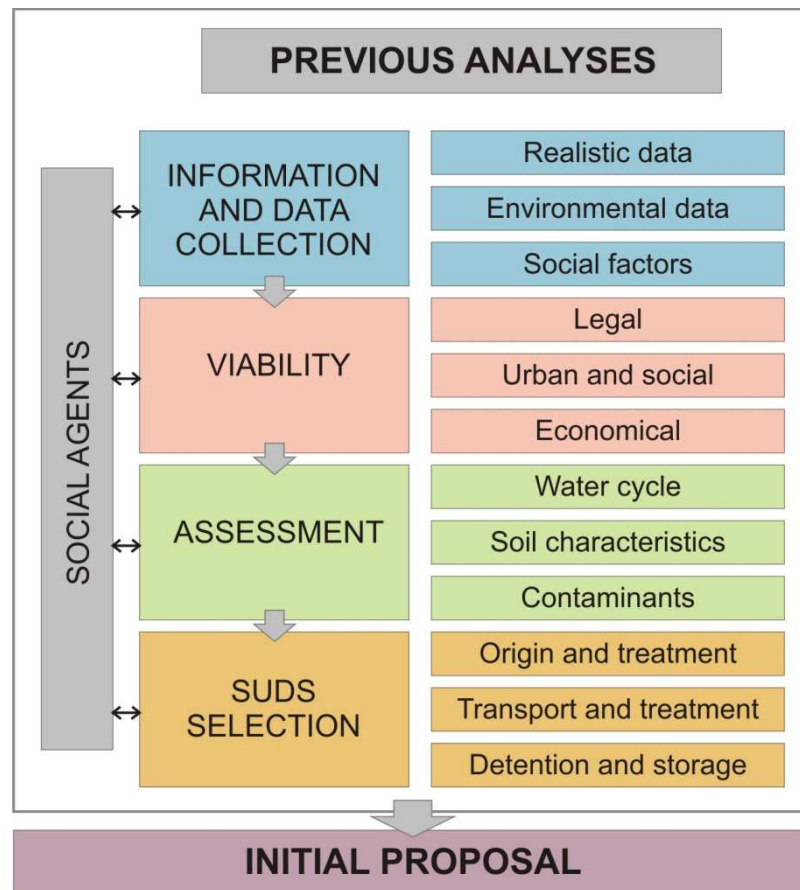 PREVIOUS ANALYSES
SOCIAL AGENTS
INFORMATION
AND DATA
COLLECTION
Realistic data
Environmental data
Social factors
VIABILITY
Legal
Urban and social
Economical
ASSESSMENT
Water cycle
Soil characteristics
Contaminants
SUDS
SELECTION
Origin and treatment
Transport and treatment
Detention and storage
INITIAL PROPOSAL